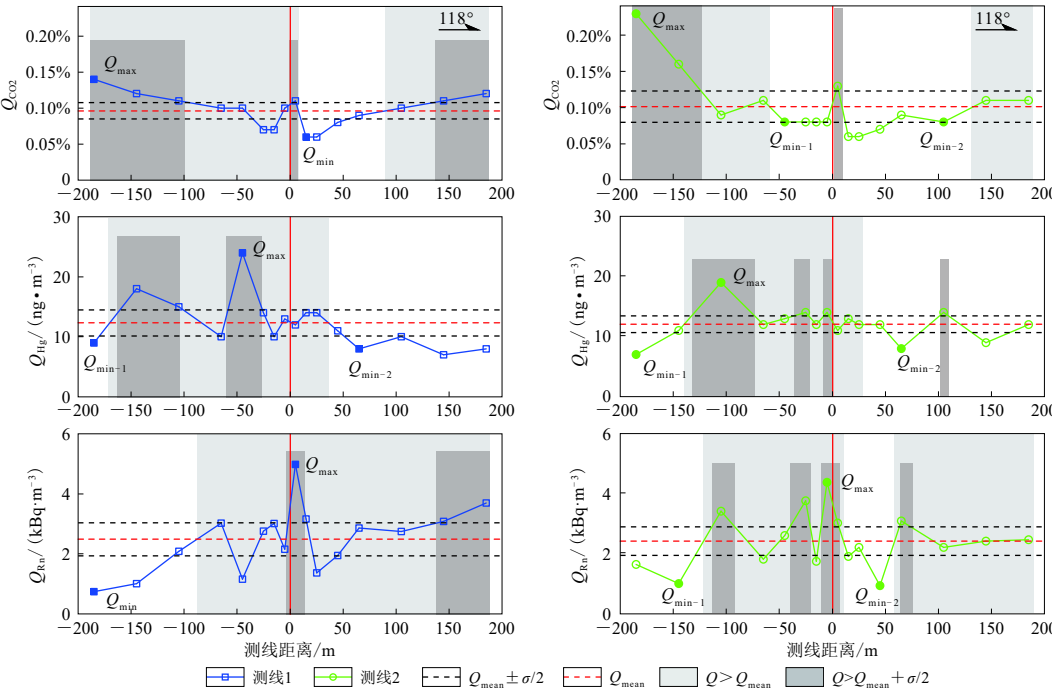 118°
0.20%
0.15%
0.10%
0.05%
0
Q_CO2
Q_max
Q_min
−200 −150 −100 −50 0 50 100 150 200
118°
0.20%
0.15%
0.10%
0.05%
0
Q_CO2
Q_max
Q_min−1
Q_min−2
−200 −150 −100 −50 0 50 100 150 200
30
20
10
0
Q_Hg/ (ng•m⁻³)
Q_max
Q_min−1
Q_min−2
−200 −150 −100 −50 0 50 100 150 200
30
20
10
0
Q_Hg/ (ng•m⁻³)
Q_max
Q_min−1
Q_min−2
−200 −150 −100 −50 0 50 100 150 200
6
4
2
0
Q_Rn/ (kBq·m⁻³)
Q_max
Q_min
−200 −150 −100 −50 0 50 100 150 200
测线距离/m
6
4
2
0
Q_Rn/ (kBq·m⁻³)
Q_max
Q_min−1
Q_min−2
−200 −150 −100 −50 0 50 100 150 200
测线距离/m
测线1 测线2 Q_mean±σ/2 Q_mean Q>Q_mean Q>Q_mean+σ/2